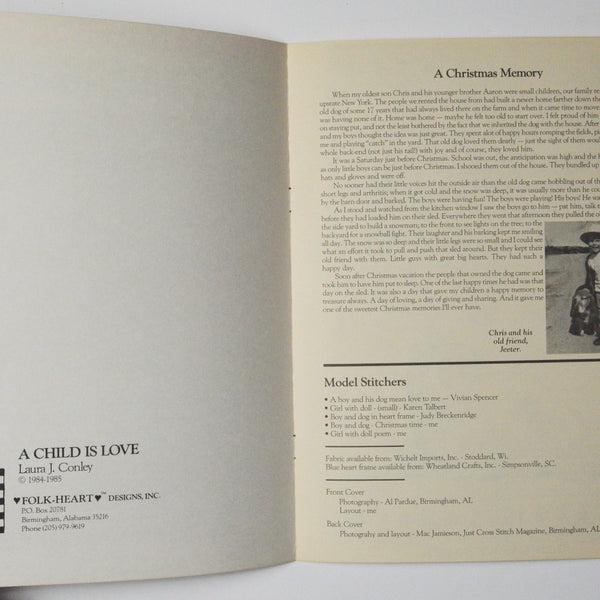 A CHILD IS LOVE
Laura J. Conley
© 1984-1985
♥FOLK-HEART♥™ DESIGNS, INC.
P.O. Box 20781
Birmingham, Alabama 35216
Phone (205) 979-9619
A Christmas Memory
When my oldest son Chris and his younger brother Aaron were small children, our family
upstate New York. The people we rented the house from had built a newer home farther down the
old dog of some 17 years that had always lived there on the farm and when it came time to move
was having none of it. Home was home — maybe he felt too old to start over. I felt proud of him
on staying put, and not the least bothered by the fact that we inherited the dog with the house. After
and my boys thought the idea was just great. They spent alot of happy hours romping the fields,
me and playing "catch" in the yard. That old dog loved them dearly — just the sight of them would
whole back-end (not just his tail!) with joy and of course, they loved him.
It was a Saturday just before Christmas. School was out, the anticipation was high and the
as only little boys can be just before Christmas. I shooed them out of the house. They bundled up
hats and gloves and were off.
No sooner had their little voices hit the outside air than the old dog came hobbling out of the
short legs and arthritis; when it got cold and the snow was deep, it was usually more than he cou
by the barn door and barked. The boys were having fun! The boys were playing! His boys! He wa
As I stood and watched from the kitchen window I saw the boys go to him — pat him, talk
before they had loaded him on their sled. Everywhere they went that afternoon they pulled the ol
the side yard to build a snowman; to the front to see lights on the tree; to the
backyard for a snowball fight. Their laughter and his barking kept me smiling
all day. The snow was so deep and their little legs were so small and I could see
what an effort it took to pull and push that sled around. But they kept their
old friend with them. Little guys with great big hearts. They had such a
happy day.
Soon after Christmas vacation the people that owned the dog came and
took him to have him put to sleep. One of the last happy times he had was that
day on the sled. It was also a day that gave my children a happy memory to
treasure always. A day of loving, a day of giving and sharing. And it gave me
one of the sweetest Christmas memories I'll ever have.
Chris and his
old friend,
Jeeter.
Model Stitchers
• A boy and his dog mean love to me — Vivian Spencer
• Girl with doll - (small) - Karen Talbert
• Boy and dog in heart frame - Judy Breckenridge
• Boy and dog - Christmas time - me
• Girl with doll poem - me
Fabric available from: Wichelt Imports, Inc. - Stoddard, Wi.
Blue heart frame available from: Wheatland Crafts, Inc. - Simpsonville, SC.
Front Cover
Photography - Al Pardue, Birmingham, AL
Layout - me
Back Cover
Photograhy and layout - Mac Jamieson, Just Cross Stitch Magazine, Birmingham, AL